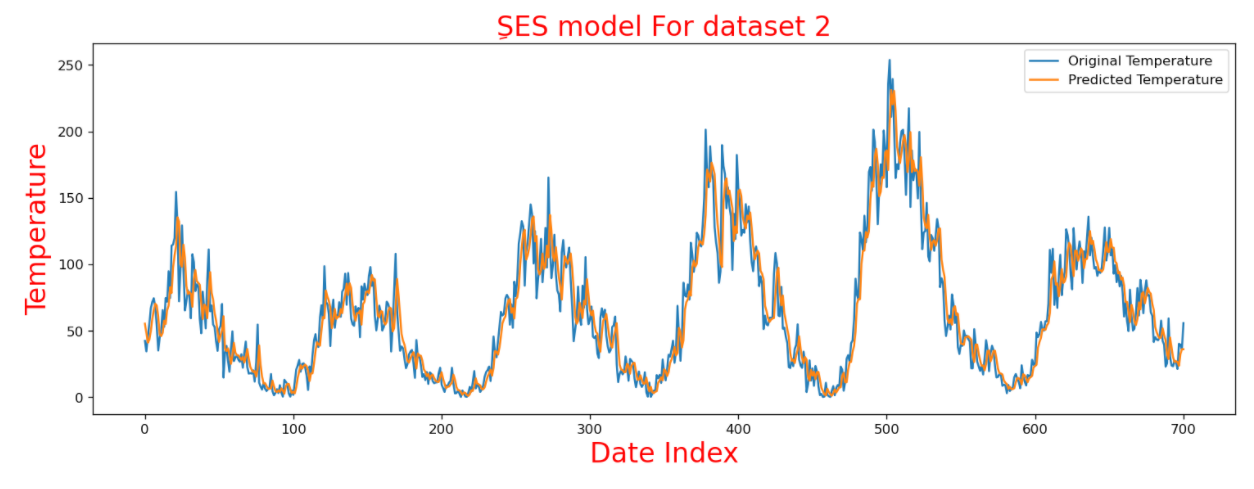 SES model For dataset 2
Original Temperature
Predicted Temperature
Temperature
250
200
150
100
50
0
0 100 200 300 400 500 600 700
Date Index